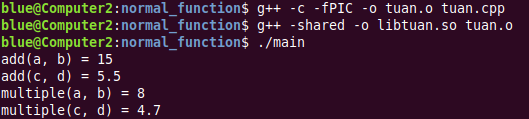 blue@Computer2:normal_function$ g++ -c -fPIC -o tuan.o tuan.cpp
blue@Computer2:normal_function$ g++ -shared -o libtuan.so tuan.o
blue@Computer2:normal_function$ ./main
add(a, b) = 15
add(c, d) = 5.5
multiple(a, b) = 8
multiple(c, d) = 4.7